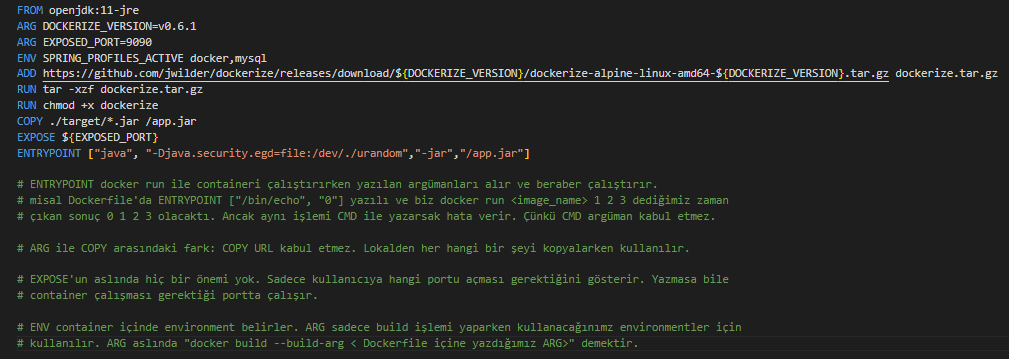 FROM openjdk:11-jre
ARG DOCKERIZE_VERSION=v0.6.1
ARG EXPOSED_PORT=9090
ENV SPRING_PROFILES_ACTIVE docker,mysql
ADD https://github.com/jwilder/dockerize/releases/download/${DOCKERIZE_VERSION}/dockerize-alpine-linux-amd64-${DOCKERIZE_VERSION}.tar.gz dockerize.tar.gz
RUN tar -xzf dockerize.tar.gz
RUN chmod +x dockerize
COPY ./target/*.jar /app.jar
EXPOSE ${EXPOSED_PORT}
ENTRYPOINT ["java", "-Djava.security.egd=file:/dev/./urandom","-jar","/app.jar"]
# ENTRYPOINT docker run ile containeri çalıştırırken yazılan argümanları alır ve beraber çalıştırır.
# misal Dockerfile'da ENTRYPOINT ["/bin/echo", "0"] yazılı ve biz docker run <image_name> 1 2 3 dediğimiz zaman
# çıkan sonuç 0 1 2 3 olacaktı. Ancak aynı işlemi CMD ile yazarsak hata verir. Çünkü CMD argüman kabul etmez.
# ARG ile COPY arasındaki fark: COPY URL kabul etmez. Lokalden her hangi bir şeyi kopyalarken kullanılır.
# EXPOSE'un aslında hiç bir önemi yok. Sadece kullanıcıya hangi portu açması gerektiğini gösterir. Yazmasa bile
# container çalışması gerektiği portta çalışır.
# ENV container içinde environment belirler. ARG sadece build işlemi yaparken kullanacağınımz environmentler için
# kullanılır. ARG aslında "docker build --build-arg < Dockerfile içine yazdığımız ARG>" demektir.